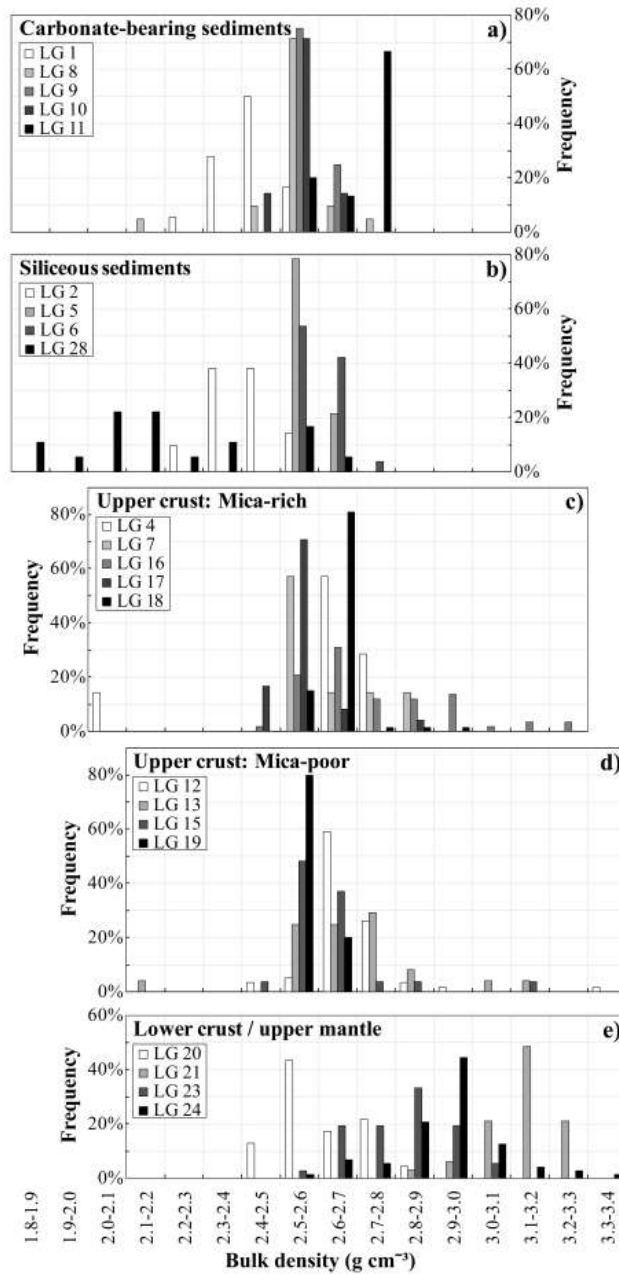 Carbonate-bearing sediments a)
LG 1
LG 8
LG 9
LG 10
LG 11
80%
60%
40%
20%
0%
Frequency
Siliceous sediments b)
LG 2
LG 5
LG 6
LG 28
80%
60%
40%
20%
0%
Frequency
Upper crust: Mica-rich c)
LG 4
LG 7
LG 16
LG 17
LG 18
80%
60%
40%
20%
0%
Frequency
Upper crust: Mica-poor d)
LG 12
LG 13
LG 15
LG 19
80%
60%
40%
20%
0%
Frequency
Lower crust / upper mantle e)
LG 20
LG 21
LG 23
LG 24
60%
40%
20%
0%
Frequency
1.8-1.9
1.9-2.0
2.0-2.1
2.1-2.2
2.2-2.3
2.3-2.4
2.4-2.5
2.5-2.6
2.6-2.7
2.7-2.8
2.8-2.9
2.9-3.0
3.0-3.1
3.1-3.2
3.2-3.3
3.3-3.4
Bulk density (g cm⁻³)